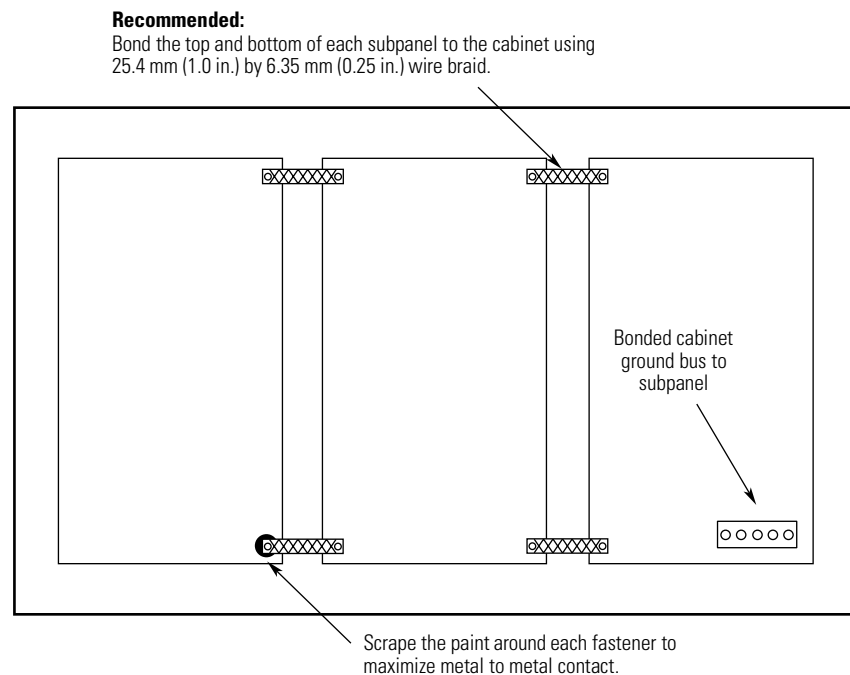 Recommended:
Bond the top and bottom of each subpanel to the cabinet using
25.4 mm (1.0 in.) by 6.35 mm (0.25 in.) wire braid.
Bonded cabinet
ground bus to
subpanel
Scrape the paint around each fastener to
maximize metal to metal contact.